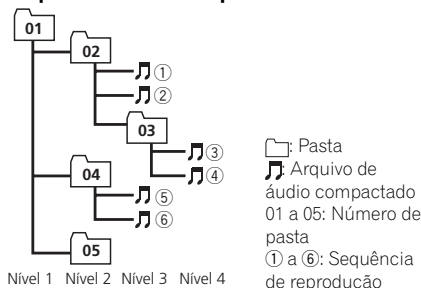 01
02
①
②
03
③
④
04
⑤
⑥
05
Nível 1 Nível 2 Nível 3 Nível 4
: Pasta
: Arquivo de
áudio compactado
01 a 05: Número de
pasta
① a ⑥: Sequência
de reprodução